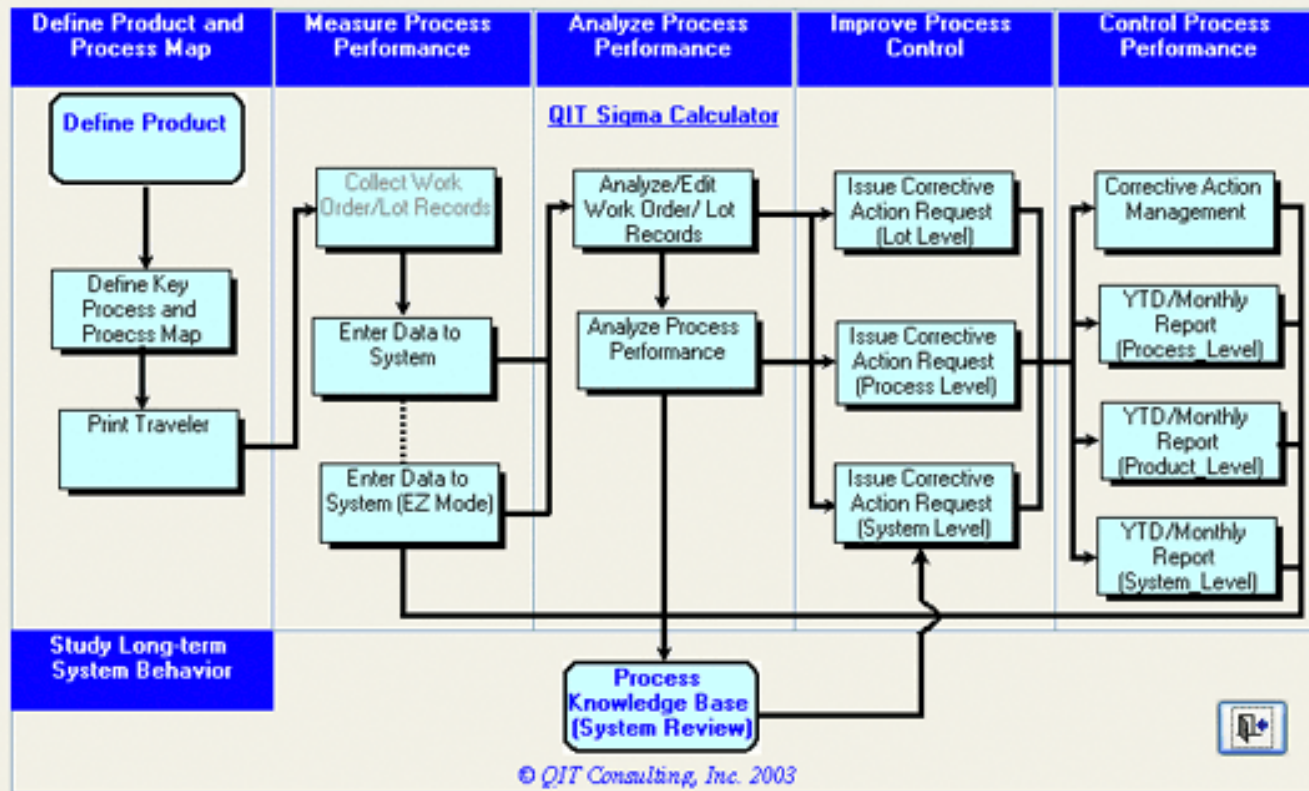 Define Product and
Process Map
Measure Process
Performance
Analyze Process
Performance
Improve Process
Control
Control Process
Performance
Define Product
Define Key
Process and
Proecss Map
Print Traveler
Collect Work
Order/Lot Records
Enter Data to
System
Enter Data to
System (EZ Mode)
QIT Sigma Calculator
Analyze/Edit
Work Order/ Lot
Records
Analyze Process
Performance
Issue Corrective
Action Request
(Lot Level)
Issue Corrective
Action Request
(Process Level)
Issue Corrective
Action Request
(System Level)
Corrective Action
Management
YTD/Monthly
Report
(Process_Level)
YTD/Monthly
Report
(Product_Level)
YTD/Monthly
Report
(System_Level)
Study Long-term
System Behavior
Process
Knowledge Base
(System Review)
© QIT Consulting, Inc. 2003